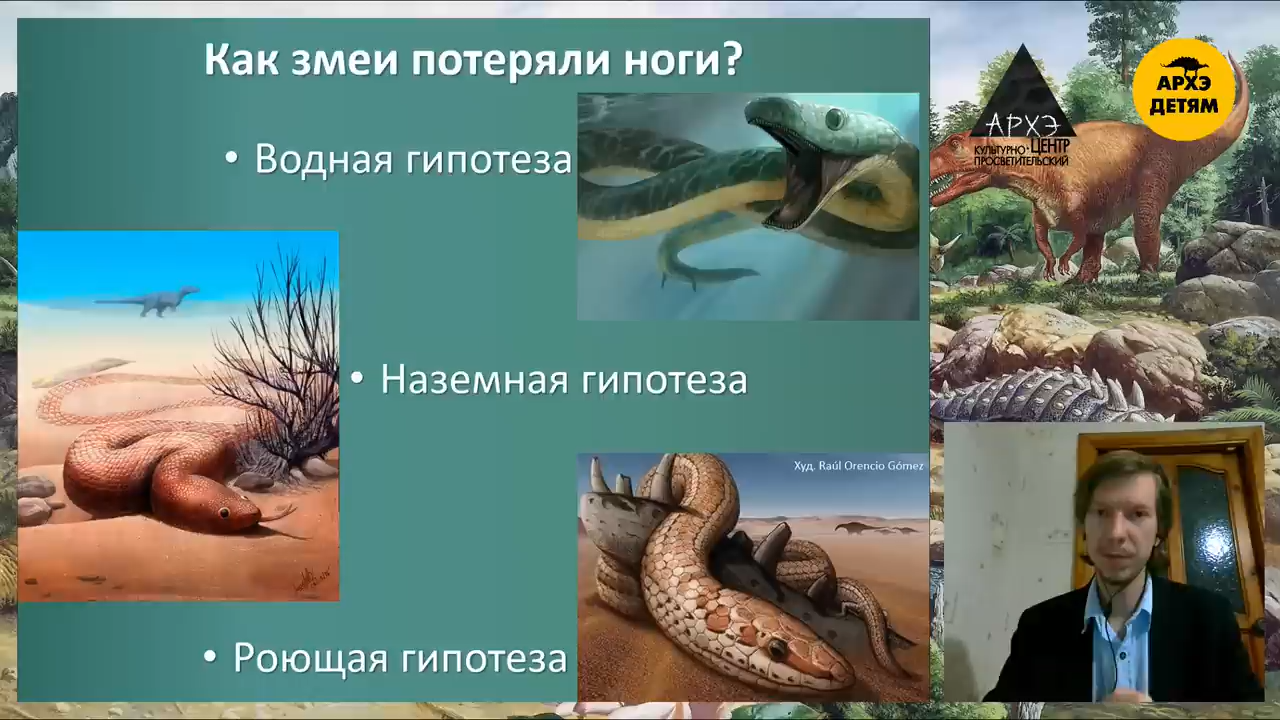 Как змеи потеряли ноги?
• Водная гипотеза
• Наземная гипотеза
Худ. Raúl Orencio Gómez
• Роющая гипотеза
АРХЭ
КУЛЬТУРНО-ЦЕНТР
ПРОСВЕТИТЕЛЬСКИЙ
АРХЭ
ДЕТЯМ